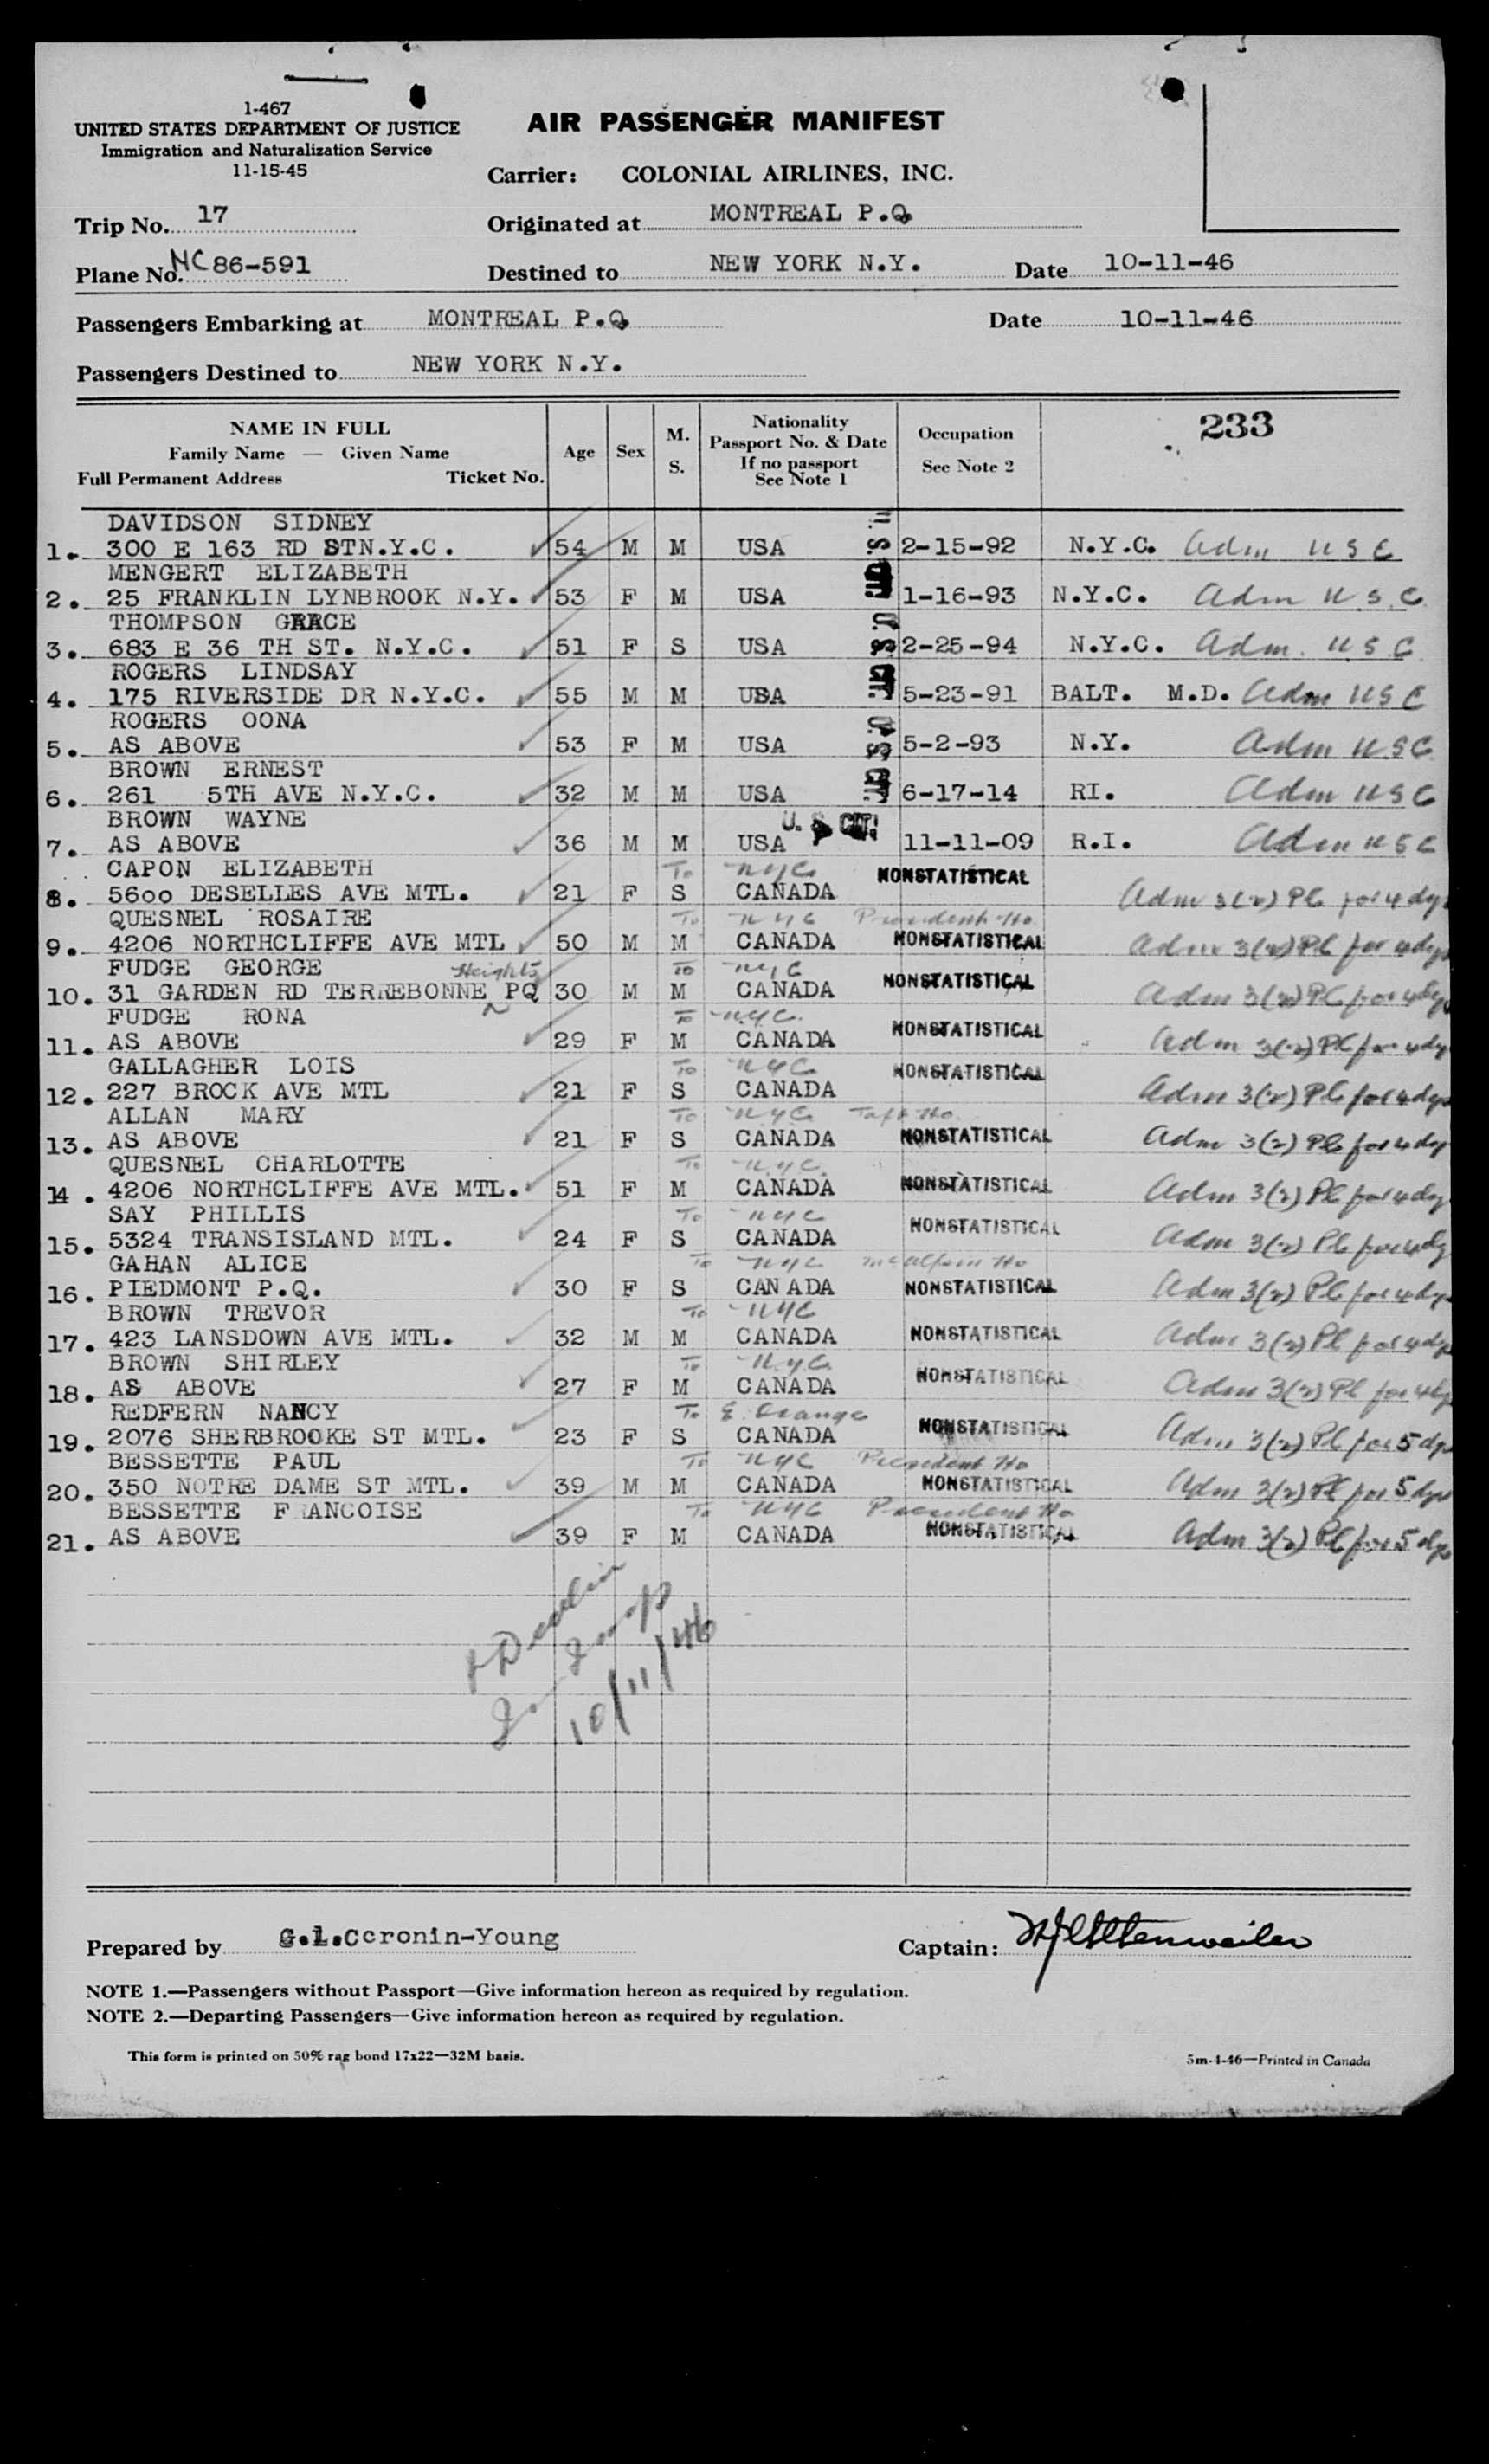 1-467
UNITED STATES DEPARTMENT OF JUSTICE
Immigration and Naturalization Service
11-15-45
AIR PASSENGER MANIFEST
Carrier: COLONIAL AIRLINES, INC.
Trip No. 17
Originated at MONTREAL P.Q.
Plane No. NC 86-591
Destined to NEW YORK N.Y. Date 10-11-46
Passengers Embarking at MONTREAL P.Q. Date 10-11-46
Passengers Destined to NEW YORK N.Y.
NAME IN FULL
Family Name — Given Name
Full Permanent Address Ticket No.
Age
Sex
M.
S.
Nationality
Passport No. & Date
If no passport
See Note 1
Occupation
See Note 2
233
DAVIDSON SIDNEY
1. 300 E 163 RD STN.Y.C. 54 M M USA U.S. CIT. 2-15-92 N.Y.C. Adm USC
MENGERT ELIZABETH
2. 25 FRANKLIN LYNBROOK N.Y. 53 F M USA 1-16-93 N.Y.C. Adm U.S.C.
THOMPSON GRACE
3. 683 E 36 TH ST. N.Y.C. 51 F S USA U.S. CIT. 2-25-94 N.Y.C. Adm. USC
ROGERS LINDSAY
4. 175 RIVERSIDE DR N.Y.C. 55 M M USA 5-23-91 BALT. M.D. Adm USC
ROGERS OONA
5. AS ABOVE 53 F M USA U.S. CIT. 5-2-93 N.Y. Adm USC
BROWN ERNEST
6. 261 5TH AVE N.Y.C. 32 M M USA 6-17-14 RI. Adm USC
BROWN WAYNE
7. AS ABOVE 36 M M USA U.S. CIT. 11-11-09 R.I. Adm USC
CAPON ELIZABETH To NYC NONSTATISTICAL
8. 5600 DESELLES AVE MTL. 21 F S CANADA Adm 3(2) Pl for 4 dys
QUESNEL ROSAIRE To NYC President Ho
9. 4206 NORTHCLIFFE AVE MTL 50 M M CANADA NONSTATISTICAL Adm 3(2) Pl for 4 dys
FUDGE GEORGE Heights To NYC
10. 31 GARDEN RD TERREBONNE PQ 30 M M CANADA NONSTATISTICAL Adm 3(2) Pl for 4 dys
FUDGE RONA To N.Y.C.
11. AS ABOVE 29 F M CANADA NONSTATISTICAL Adm 3(2) Pl for 4 dys
GALLAGHER LOIS To NYC NONSTATISTICAL
12. 227 BROCK AVE MTL 21 F S CANADA Adm 3(2) Pl for 4 dys
ALLAN MARY To NYC Taft Ho.
13. AS ABOVE 21 F S CANADA NONSTATISTICAL Adm 3(2) Pl for 4 dys
QUESNEL CHARLOTTE To NYC
14. 4206 NORTHCLIFFE AVE MTL. 51 F M CANADA NONSTATISTICAL Adm 3(2) Pl for 4 dys
SAY PHILLIS To NYC
15. 5324 TRANSISLAND MTL. 24 F S CANADA NONSTATISTICAL Adm 3(2) Pl for 4 dys
GAHAN ALICE To NYC McAlpin Ho
16. PIEDMONT P.Q. 30 F S CAN ADA NONSTATISTICAL Adm 3(2) Pl for 4 dys
BROWN TREVOR To NYC
17. 423 LANSDOWN AVE MTL. 32 M M CANADA NONSTATISTICAL Adm 3(2) Pl for 4 dys
BROWN SHIRLEY To N.Y.C.
18. AS ABOVE 27 F M CANADA NONSTATISTICAL Adm 3(2) Pl for 4 dys
REDFERN NANCY To E. Orange
19. 2076 SHERBROOKE ST MTL. 23 F S CANADA NONSTATISTICAL Adm 3(2) Pl for 5 dys
BESSETTE PAUL To NYC President Ho
20. 350 NOTRE DAME ST MTL. 39 M M CANADA NONSTATISTICAL Adm 3(2) Pl for 5 dys
BESSETTE FRANCOISE To NYC President Ho
21. AS ABOVE 39 F M CANADA NONSTATISTICAL Adm 3(2) Pl for 5 dys
10/11/46
Prepared by G.L.Ccronin-Young
Captain:
NOTE 1.—Passengers without Passport—Give information hereon as required by regulation.
NOTE 2.—Departing Passengers—Give information hereon as required by regulation.
This form is printed on 50% rag bond 17x22—32M basis.
5m-4-46—Printed in Canada